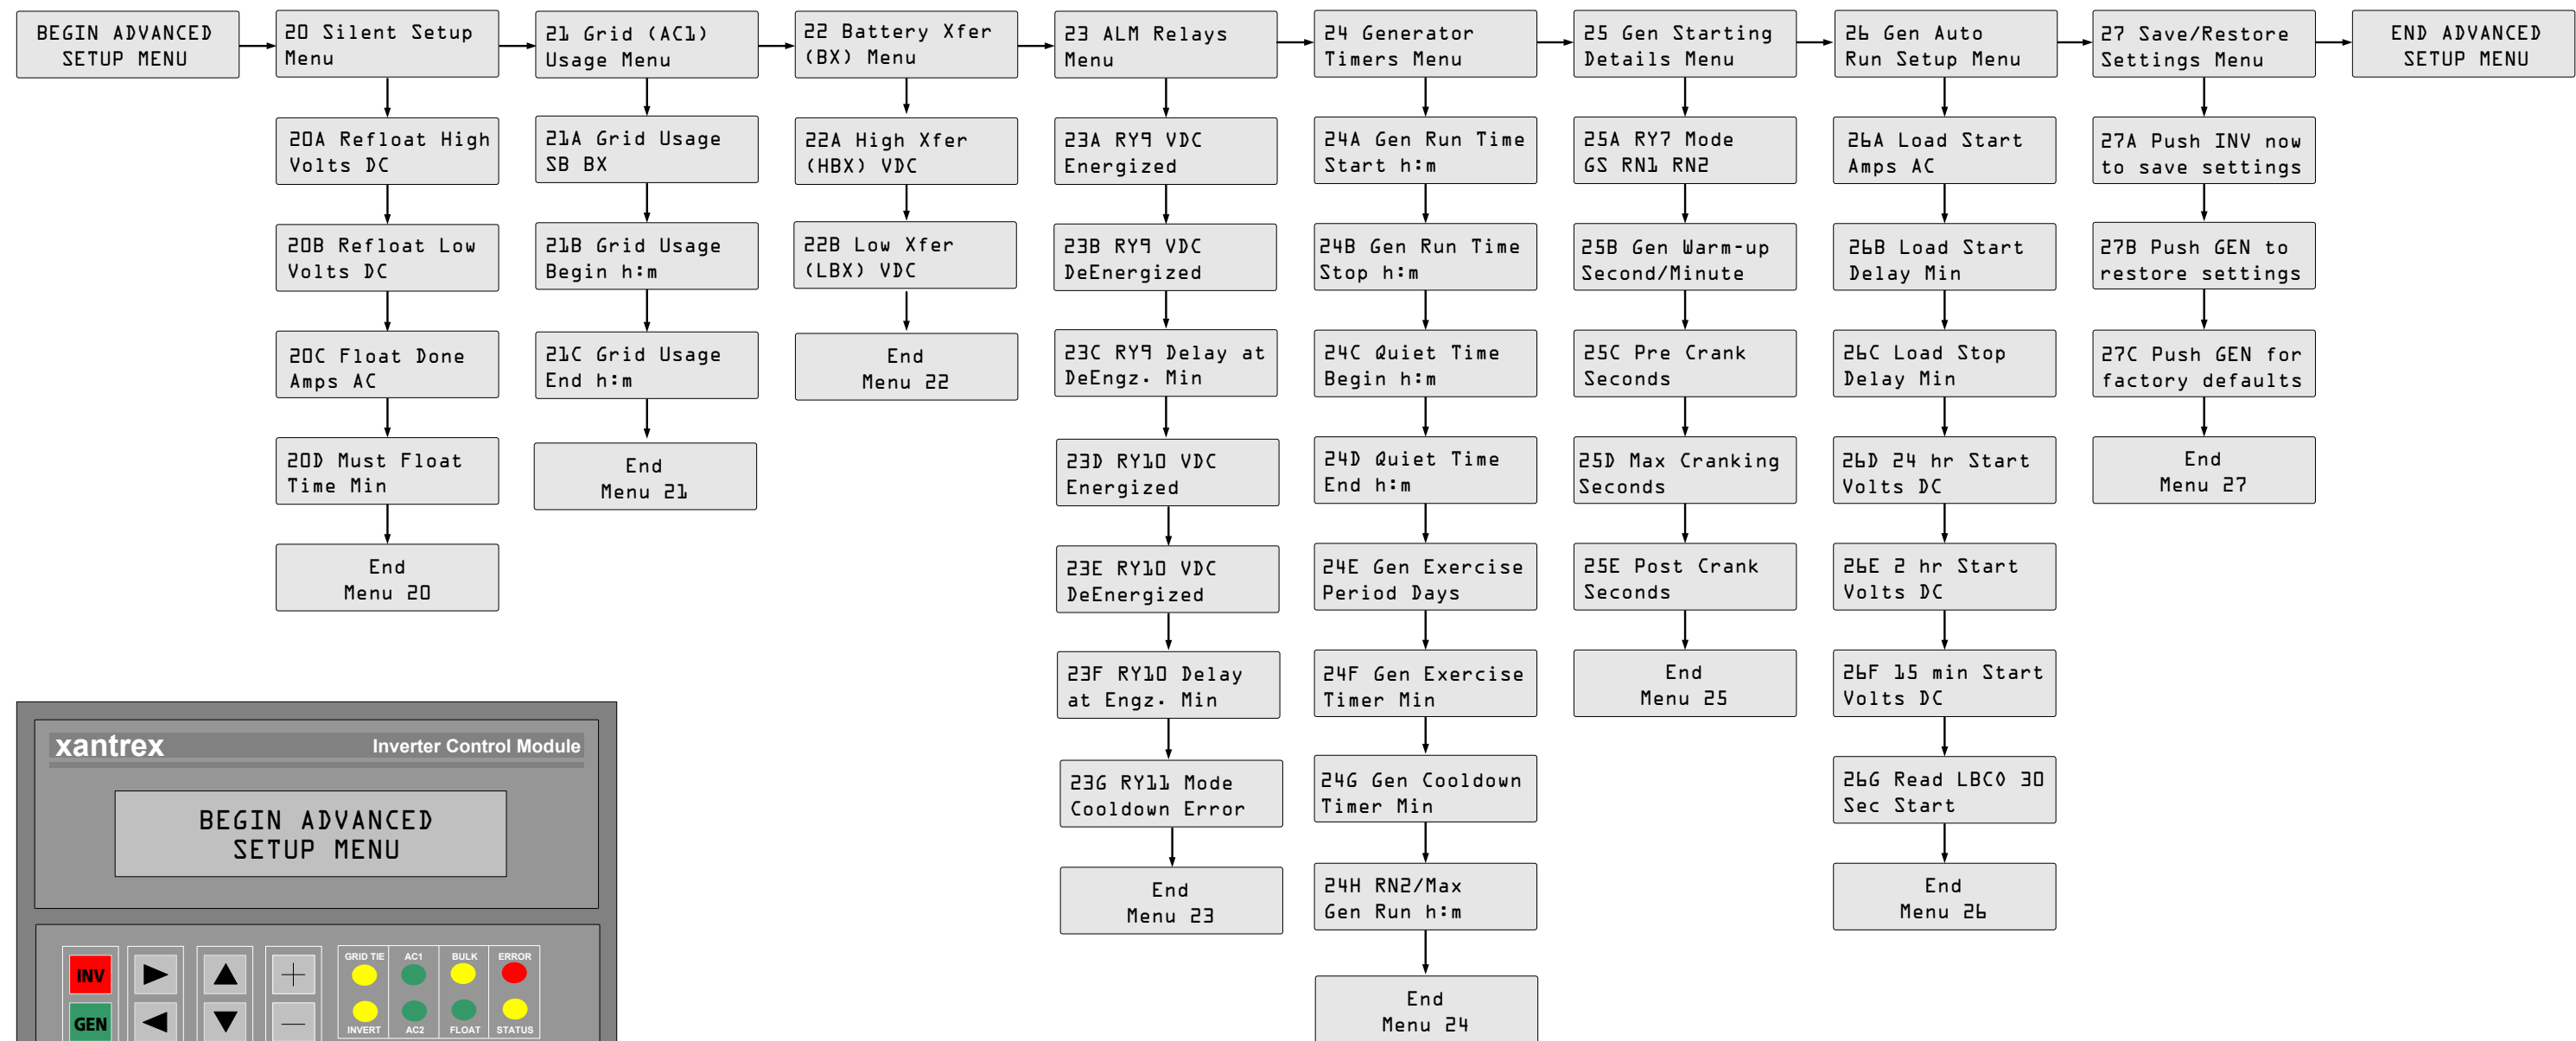 BEGIN ADVANCED
SETUP MENU
20 Silent Setup
Menu
20A Refloat High
Volts DC
20B Refloat Low
Volts DC
20C Float Done
Amps AC
20D Must Float
Time Min
End
Menu 20
21 Grid (AC1)
Usage Menu
21A Grid Usage
SB BX
21B Grid Usage
Begin h:m
21C Grid Usage
End h:m
End
Menu 21
22 Battery Xfer
(BX) Menu
22A High Xfer
(HBX) VDC
22B Low Xfer
(LBX) VDC
End
Menu 22
23 ALM Relays
Menu
23A RY9 VDC
Energized
23B RY9 VDC
DeEnergized
23C RY9 Delay at
DeEngz. Min
23D RY10 VDC
Energized
23E RY10 VDC
DeEnergized
23F RY10 Delay
at Engz. Min
23G RY11 Mode
Cooldown Error
End
Menu 23
24 Generator
Timers Menu
24A Gen Run Time
Start h:m
24B Gen Run Time
Stop h:m
24C Quiet Time
Begin h:m
24D Quiet Time
End h:m
24E Gen Exercise
Period Days
24F Gen Exercise
Timer Min
24G Gen Cooldown
Timer Min
24H RN2/Max
Gen Run h:m
End
Menu 24
25 Gen Starting
Details Menu
25A RY7 Mode
GS RN1 RN2
25B Gen Warm-up
Second/Minute
25C Pre Crank
Seconds
25D Max Cranking
Seconds
25E Post Crank
Seconds
End
Menu 25
26 Gen Auto
Run Setup Menu
26A Load Start
Amps AC
26B Load Start
Delay Min
26C Load Stop
Delay Min
26D 24 hr Start
Volts DC
26E 2 hr Start
Volts DC
26F 15 min Start
Volts DC
26G Read LBCO 30
Sec Start
End
Menu 26
27 Save/Restore
Settings Menu
27A Push INV now
to save settings
27B Push GEN to
restore settings
27C Push GEN for
factory defaults
End
Menu 27
END ADVANCED
SETUP MENU
xantrex
Inverter Control Module
BEGIN ADVANCED
SETUP MENU
INV
GEN
GRID TIE
AC1
BULK
ERROR
INVERT
AC2
FLOAT
STATUS